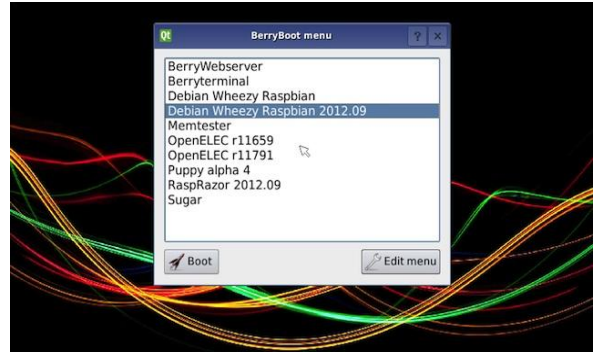 Qt
BerryBoot menu
? ×
BerryWebserver
Berryterminal
Debian Wheezy Raspbian
Debian Wheezy Raspbian 2012.09
Memtester
OpenELEC r11659
OpenELEC r11791
Puppy alpha 4
RaspRazor 2012.09
Sugar
Boot
Edit menu